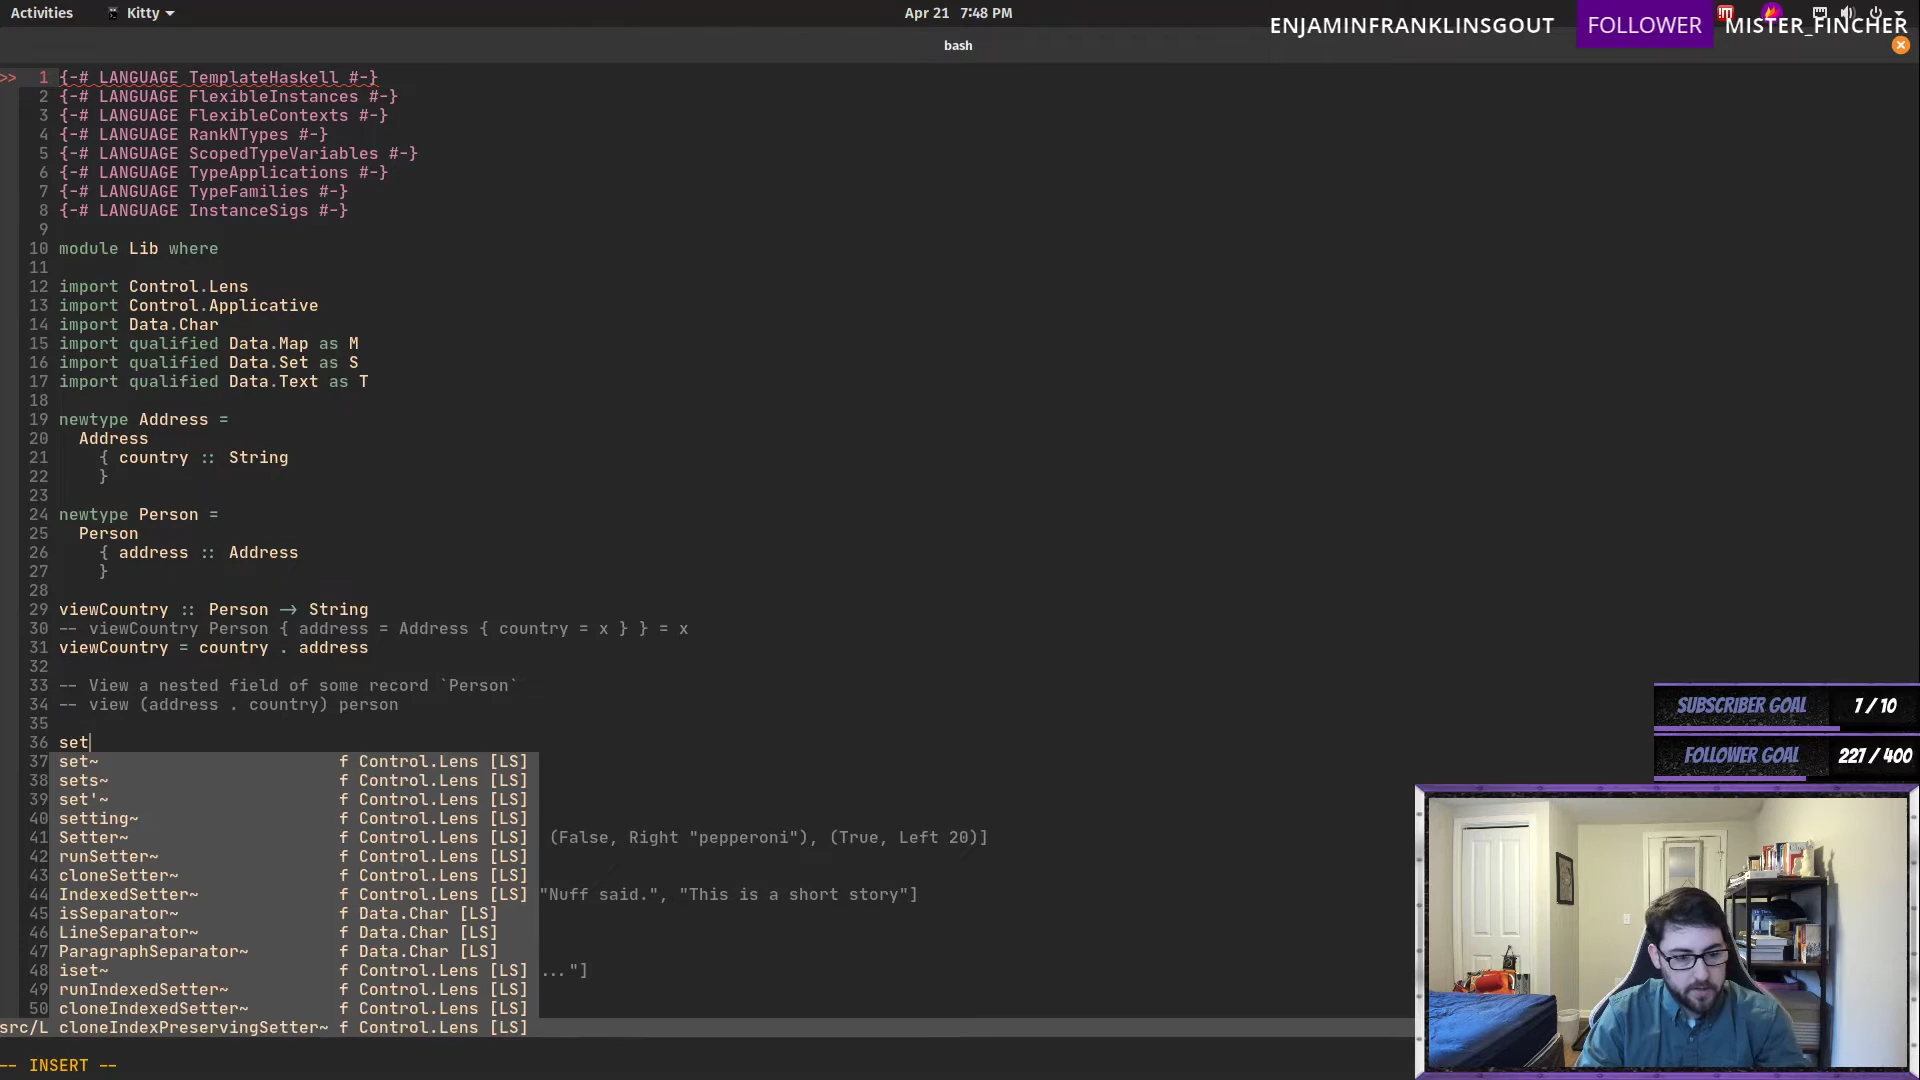 Activities Kitty Apr 21 7:48 PM
ENJAMINFRANKLINSGOUT FOLLOWER MISTER_FINCHER
bash
>> 1 {-# LANGUAGE TemplateHaskell #-}
2 {-# LANGUAGE FlexibleInstances #-}
3 {-# LANGUAGE FlexibleContexts #-}
4 {-# LANGUAGE RankNTypes #-}
5 {-# LANGUAGE ScopedTypeVariables #-}
6 {-# LANGUAGE TypeApplications #-}
7 {-# LANGUAGE TypeFamilies #-}
8 {-# LANGUAGE InstanceSigs #-}
9
10 module Lib where
11
12 import Control.Lens
13 import Control.Applicative
14 import Data.Char
15 import qualified Data.Map as M
16 import qualified Data.Set as S
17 import qualified Data.Text as T
18
19 newtype Address =
20 Address
21 { country :: String
22 }
23
24 newtype Person =
25 Person
26 { address :: Address
27 }
28
29 viewCountry :: Person → String
30 -- viewCountry Person { address = Address { country = x } } = x
31 viewCountry = country . address
32
33 -- View a nested field of some record `Person`
34 -- view (address . country) person
35
36 set
37 set~ f Control.Lens [LS]
38 sets~ f Control.Lens [LS]
39 set'~ f Control.Lens [LS]
40 setting~ f Control.Lens [LS]
41 Setter~ f Control.Lens [LS] (False, Right "pepperoni"), (True, Left 20)]
42 runSetter~ f Control.Lens [LS]
43 cloneSetter~ f Control.Lens [LS]
44 IndexedSetter~ f Control.Lens [LS] "Nuff said.", "This is a short story"]
45 isSeparator~ f Data.Char [LS]
46 LineSeparator~ f Data.Char [LS]
47 ParagraphSeparator~ f Data.Char [LS]
48 iset~ f Control.Lens [LS] ..."]
49 runIndexedSetter~ f Control.Lens [LS]
50 cloneIndexedSetter~ f Control.Lens [LS]
src/L cloneIndexPreservingSetter~ f Control.Lens [LS]
-- INSERT --
SUBSCRIBER GOAL 7 / 10
FOLLOWER GOAL 227 / 400